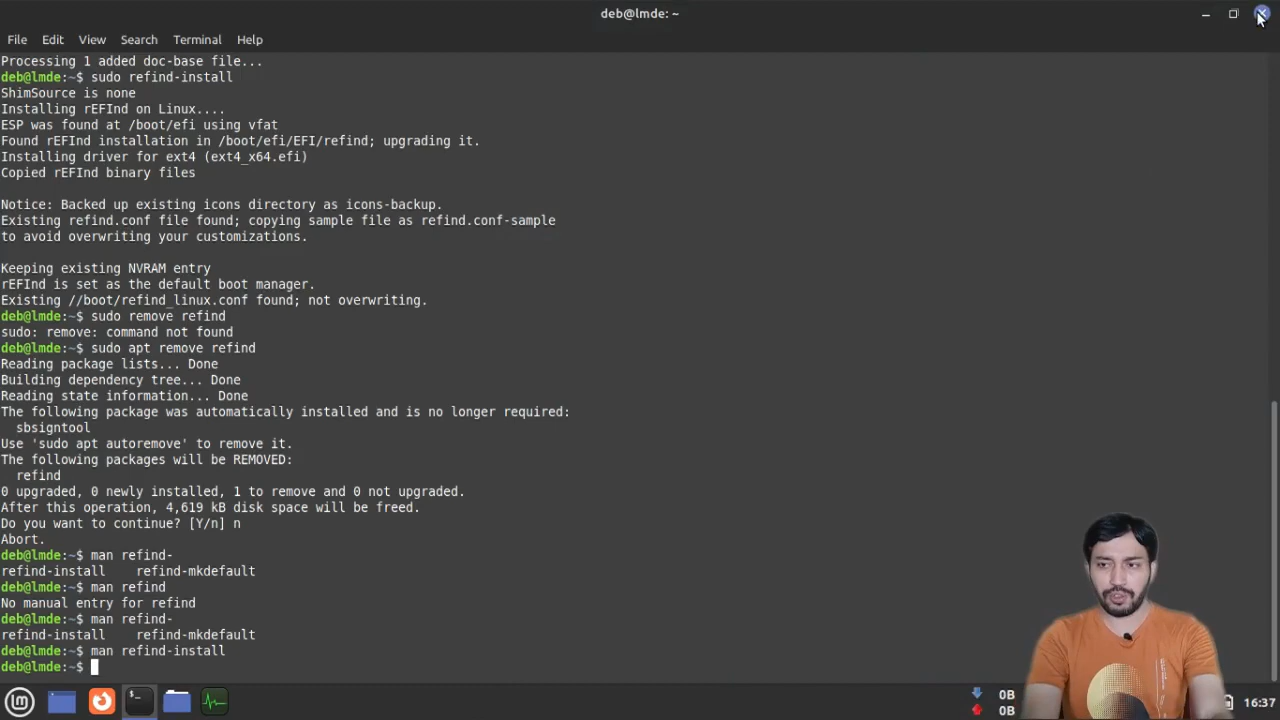 deb@lmde: ~
File Edit View Search Terminal Help
Processing 1 added doc-base file...
deb@lmde:~$ sudo refind-install
ShimSource is none
Installing rEFInd on Linux....
ESP was found at /boot/efi using vfat
Found rEFInd installation in /boot/efi/EFI/refind; upgrading it.
Installing driver for ext4 (ext4_x64.efi)
Copied rEFInd binary files
Notice: Backed up existing icons directory as icons-backup.
Existing refind.conf file found; copying sample file as refind.conf-sample
to avoid overwriting your customizations.
Keeping existing NVRAM entry
rEFInd is set as the default boot manager.
Existing //boot/refind_linux.conf found; not overwriting.
deb@lmde:~$ sudo remove refind
sudo: remove: command not found
deb@lmde:~$ sudo apt remove refind
Reading package lists... Done
Building dependency tree... Done
Reading state information... Done
The following package was automatically installed and is no longer required:
sbsigntool
Use 'sudo apt autoremove' to remove it.
The following packages will be REMOVED:
refind
0 upgraded, 0 newly installed, 1 to remove and 0 not upgraded.
After this operation, 4,619 kB disk space will be freed.
Do you want to continue? [Y/n] n
Abort.
deb@lmde:~$ man refind-
refind-install refind-mkdefault
deb@lmde:~$ man refind
No manual entry for refind
deb@lmde:~$ man refind-
refind-install refind-mkdefault
deb@lmde:~$ man refind-install
deb@lmde:~$
0B
0B
16:37